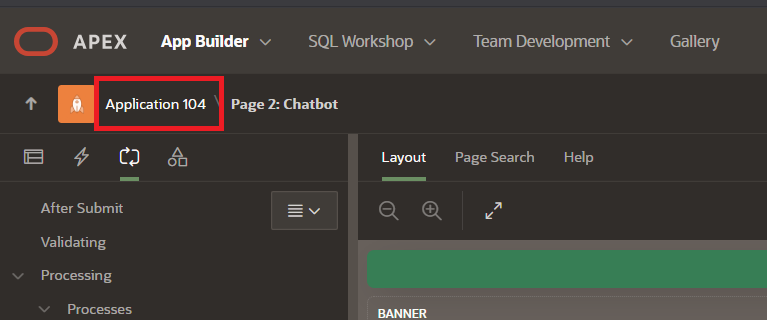 APEX App Builder SQL Workshop Team Development Gallery
Application 104 \ Page 2: Chatbot
Layout Page Search Help
After Submit
Validating
Processing
Processes
BANNER